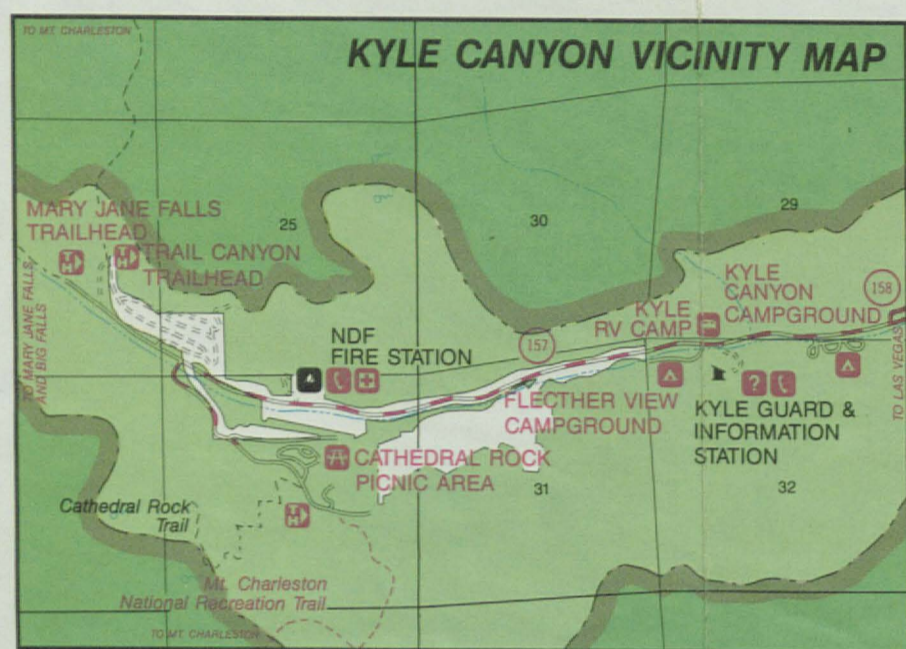 TO MT. CHARLESTON
KYLE CANYON VICINITY MAP
MARY JANE FALLS
TRAILHEAD
TRAIL CANYON
TRAILHEAD
25
30
29
TO MARY JANE FALLS
AND BIG FALLS
KYLE
CANYON
CAMPGROUND
158
KYLE
RV CAMP
157
NDF
FIRE STATION
TO LAS VEGAS
FLECTHER VIEW
CAMPGROUND
?
KYLE GUARD &
INFORMATION
STATION
CATHEDRAL ROCK
PICNIC AREA
31
32
Cathedral Rock
Trail
TH
TH
TH
Mt. Charleston
National Recreation Trail
TO MT. CHARLESTON